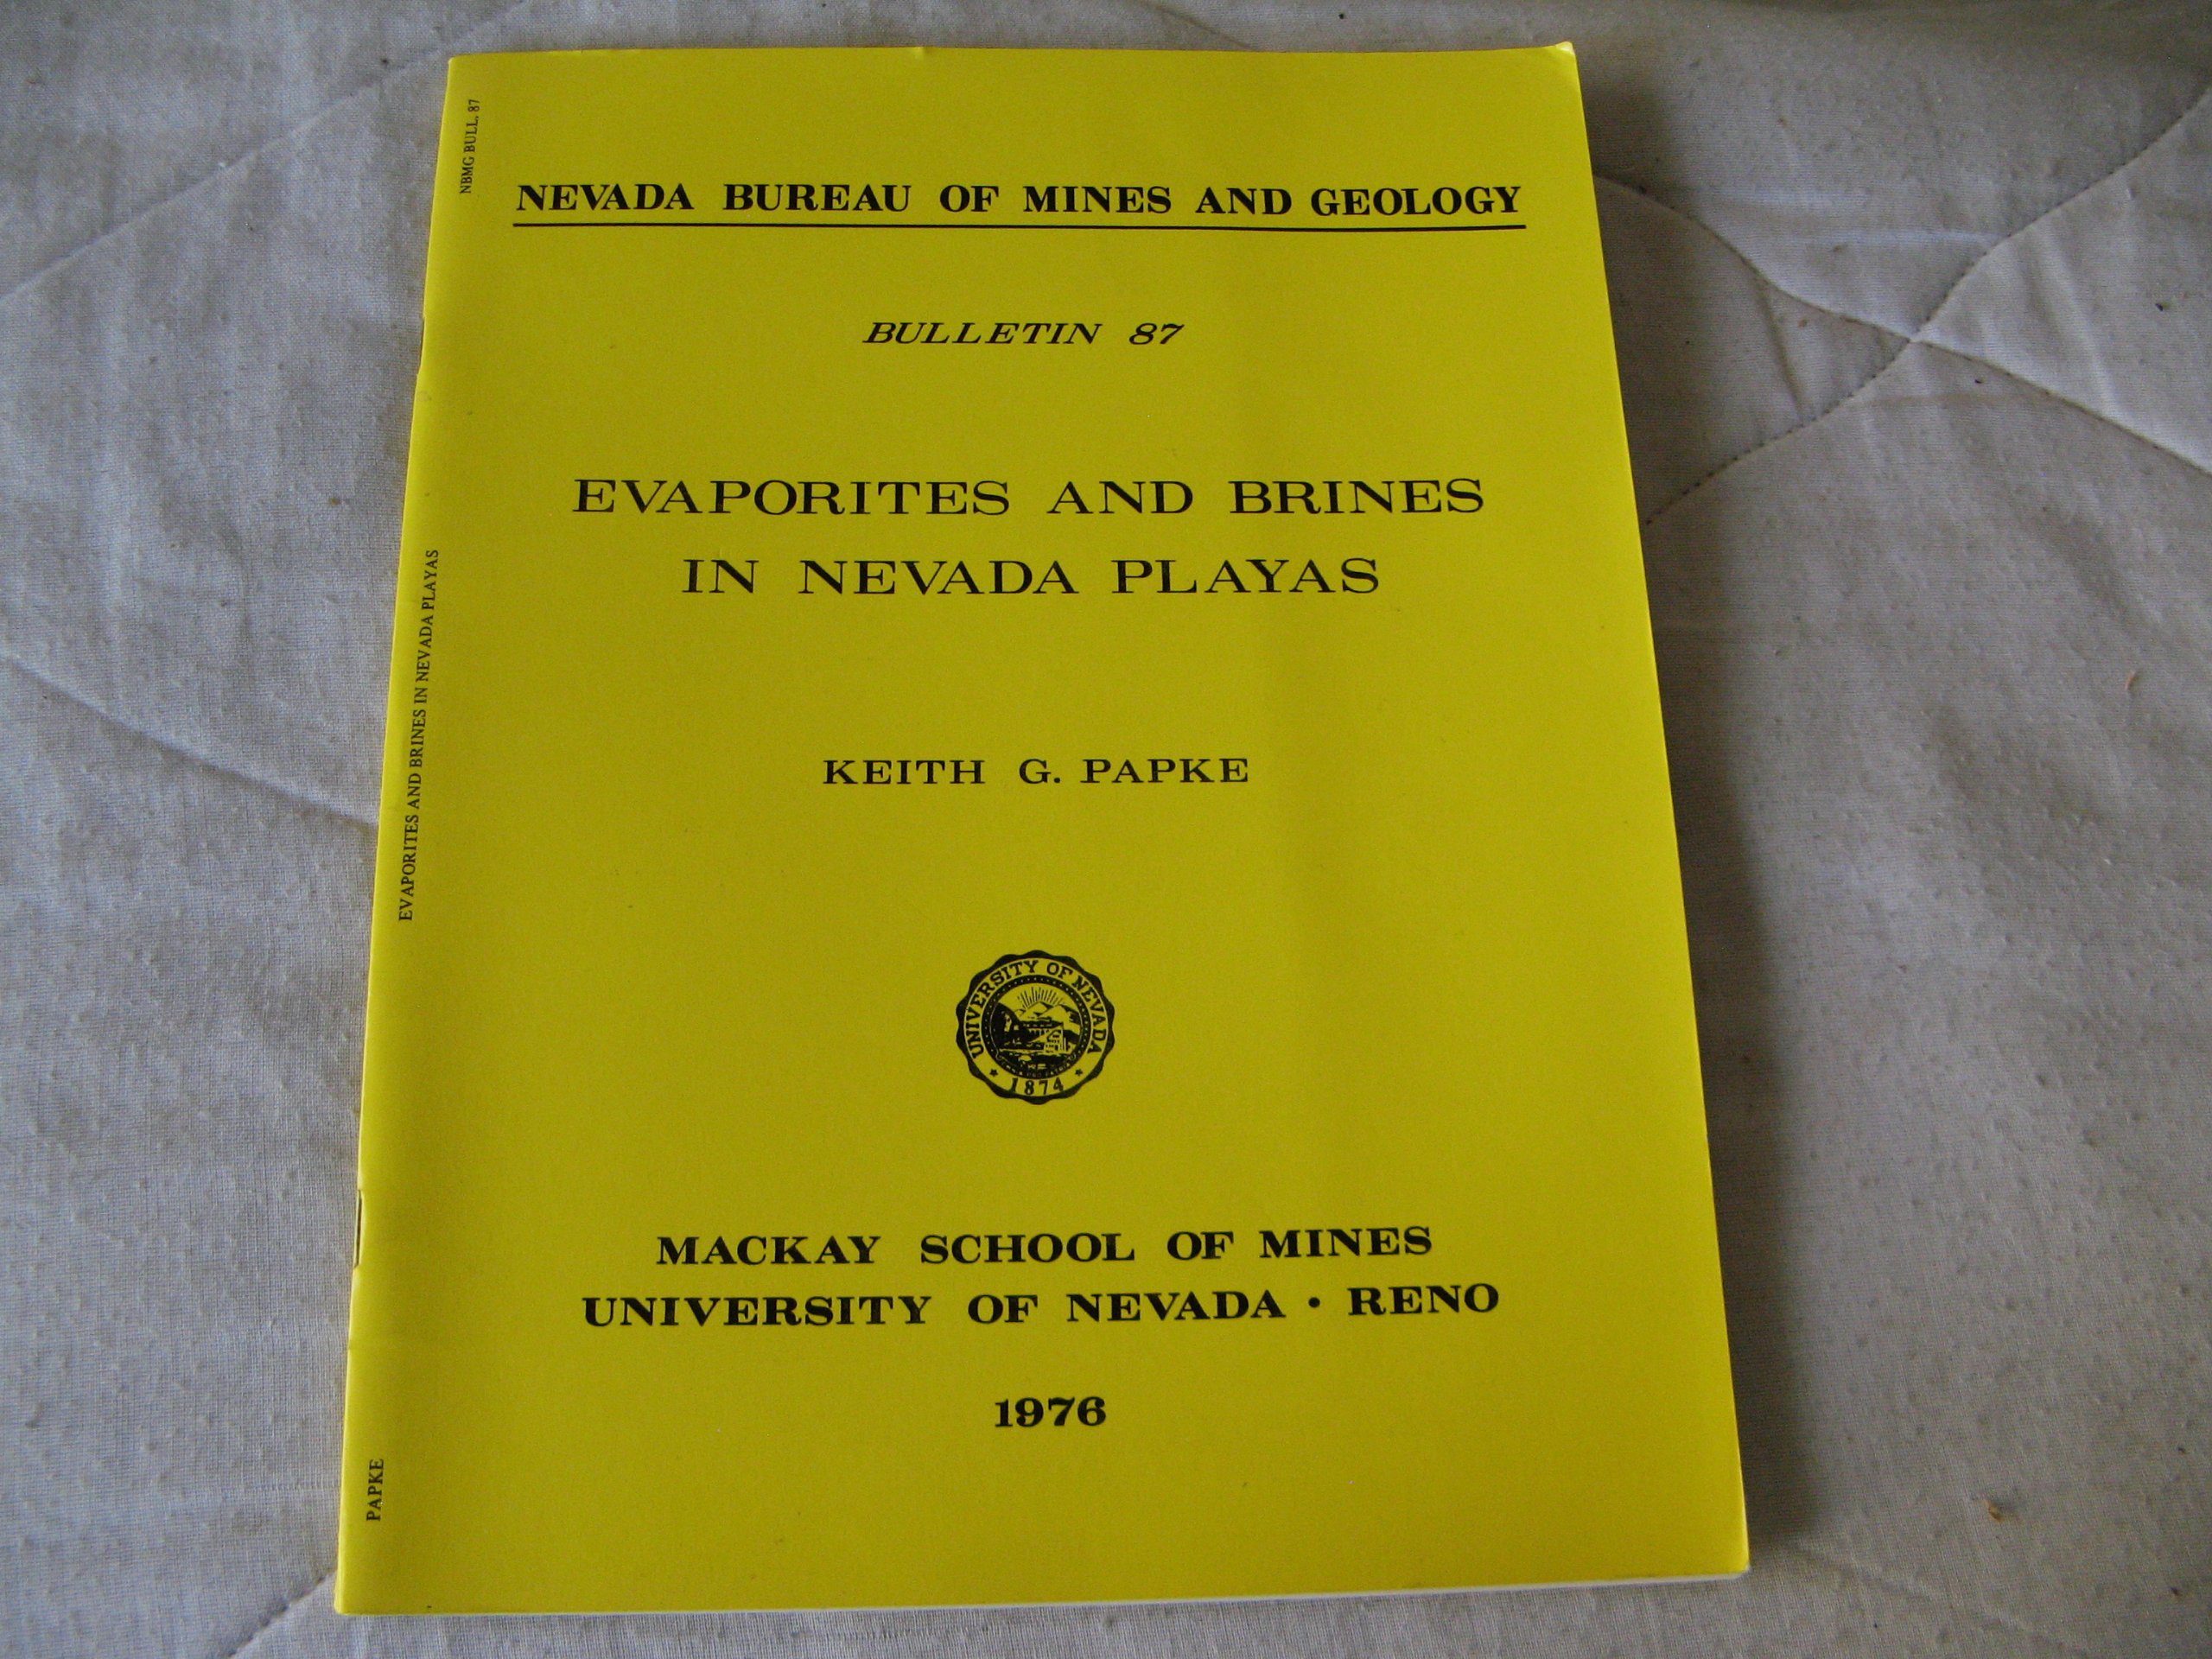 NBMG BULL. 87
EVAPORITES AND BRINES IN NEVADA PLAYAS
PAPKE
NEVADA BUREAU OF MINES AND GEOLOGY
BULLETIN 87
EVAPORITES AND BRINES
IN NEVADA PLAYAS
KEITH G. PAPKE
UNIVERSITY OF NEVADA
1874
MACKAY SCHOOL OF MINES
UNIVERSITY OF NEVADA • RENO
1976